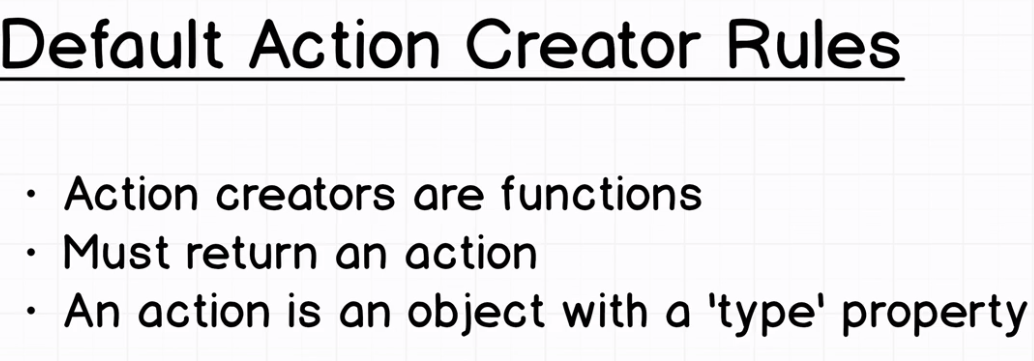 Default Action Creator Rules
· Action creators are functions
· Must return an action
· An action is an object with a 'type' property